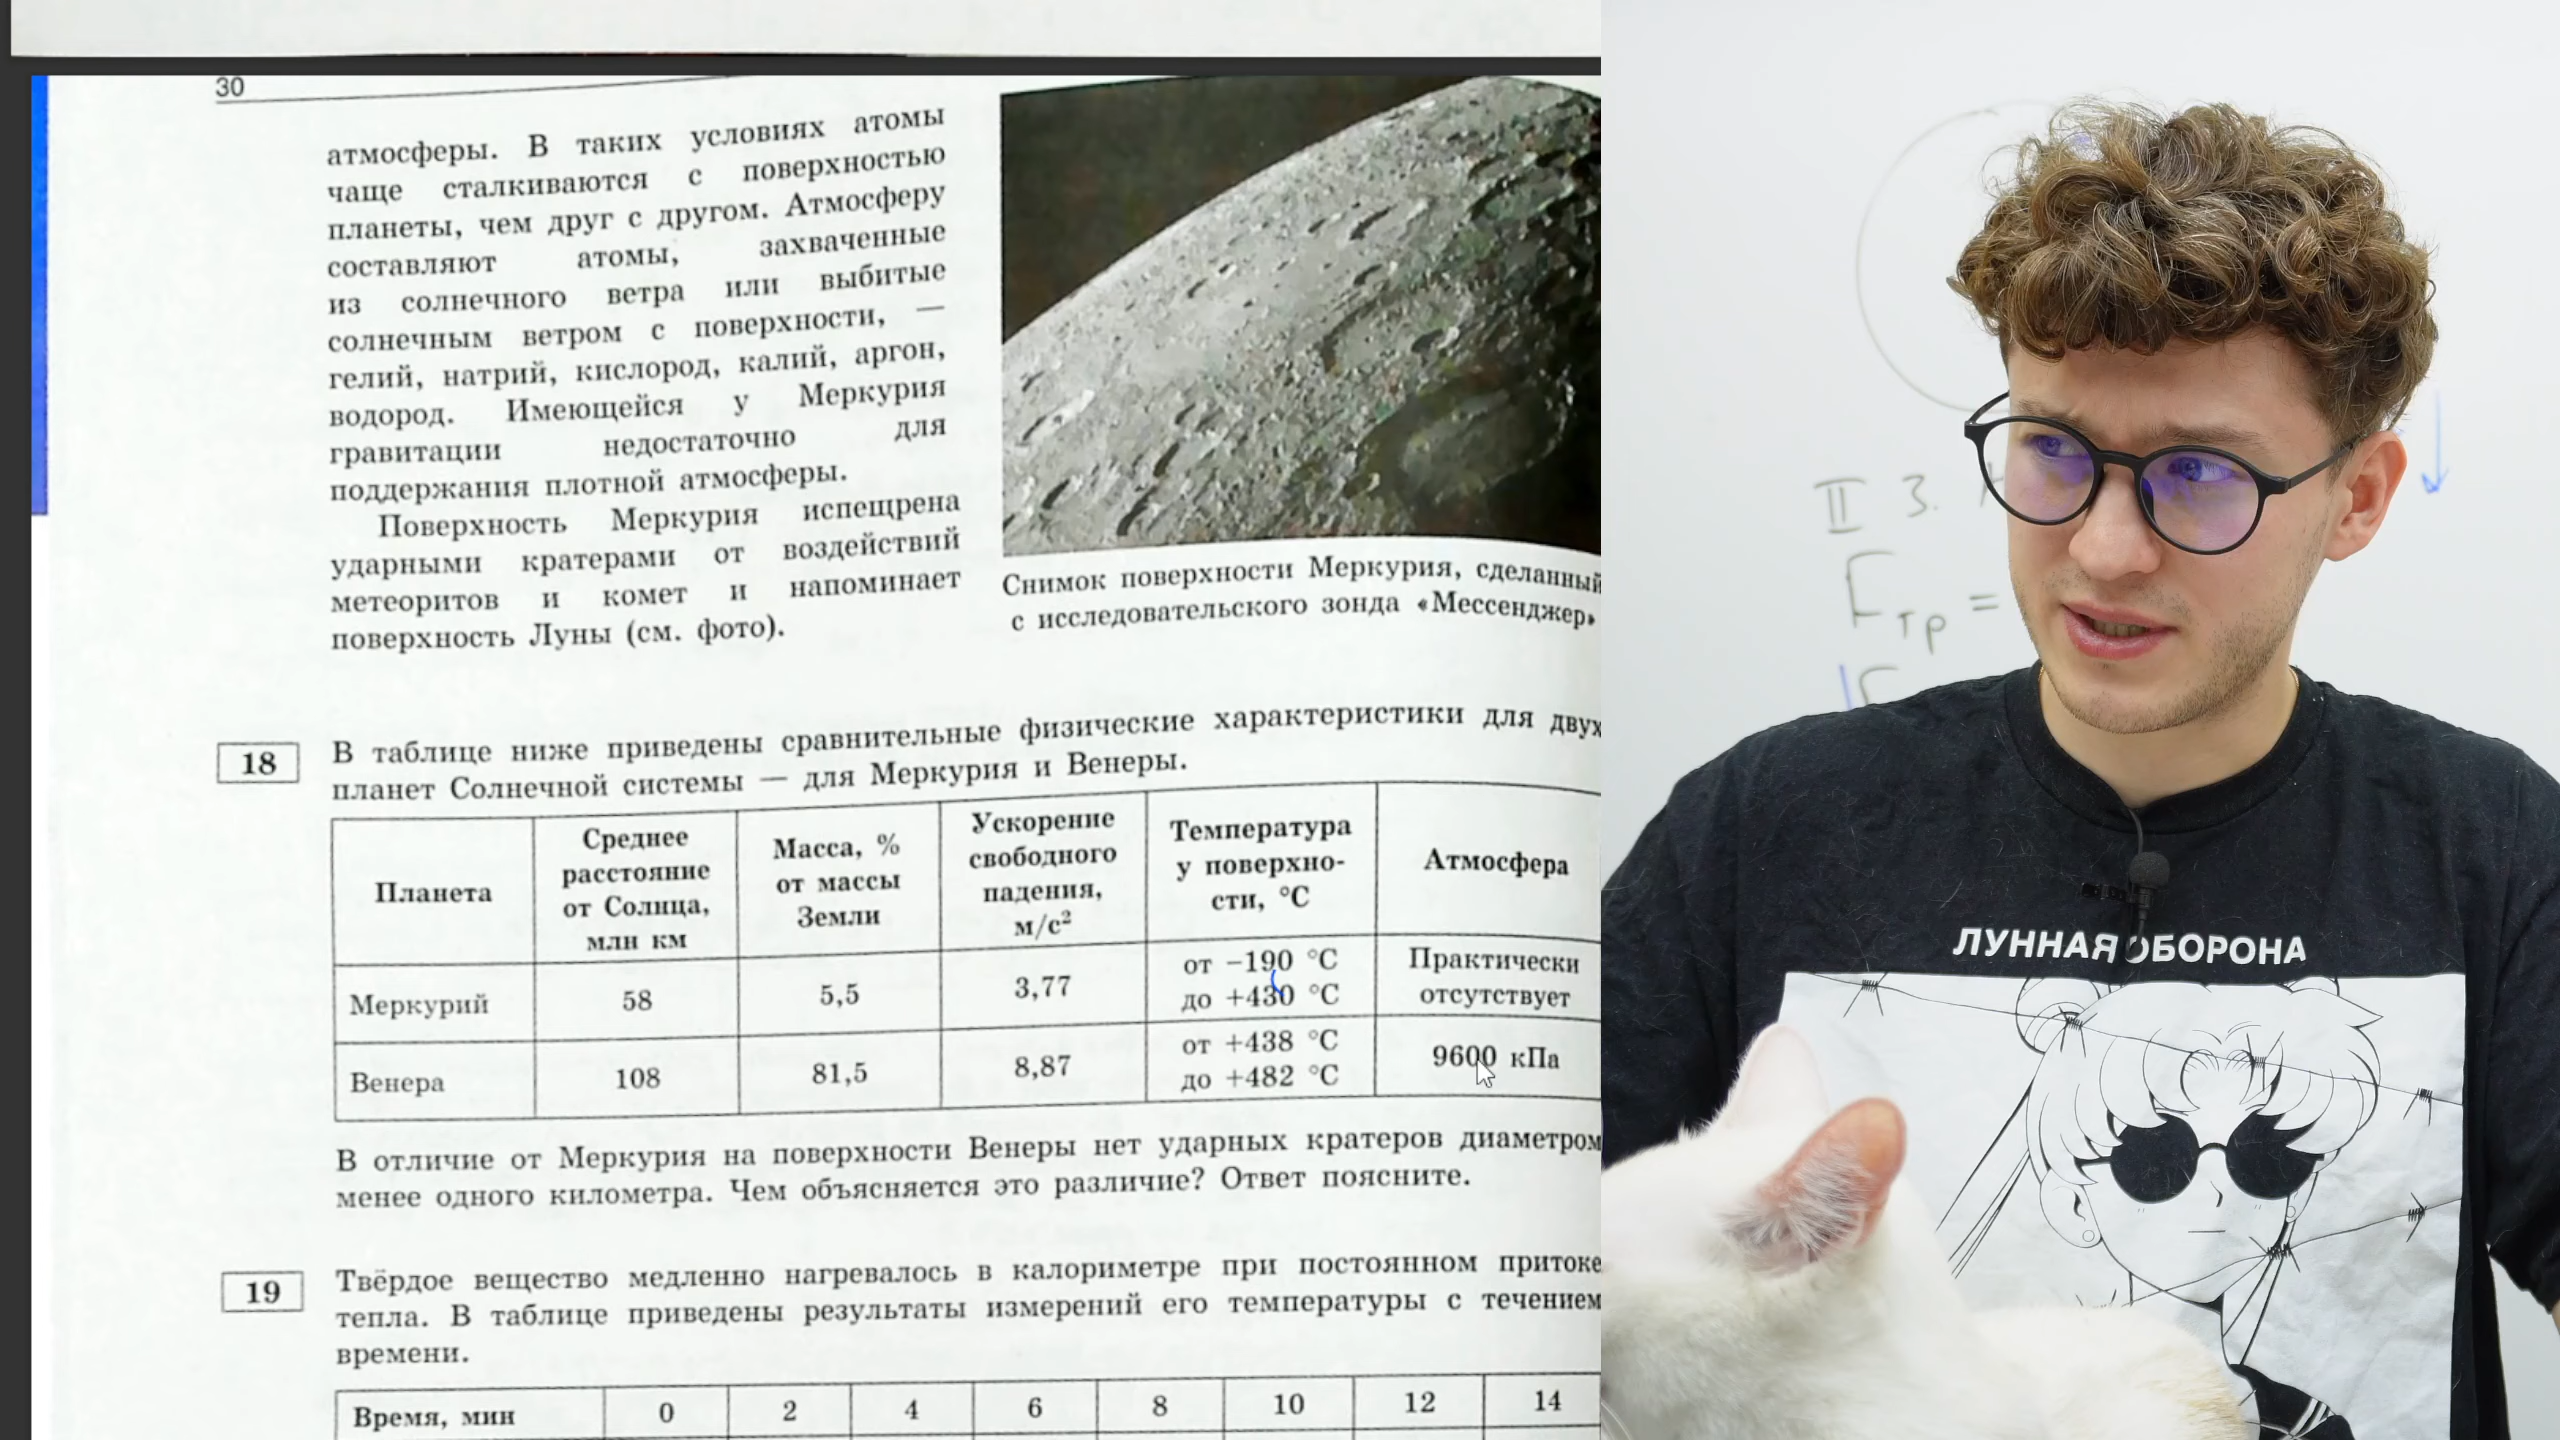 30
атмосферы. В таких условиях атомы
чаще сталкиваются с поверхностью
планеты, чем друг с другом. Атмосферу
составляют атомы, захваченные
из солнечного ветра или выбитые
солнечным ветром с поверхности, —
гелий, натрий, кислород, калий, аргон,
водород. Имеющейся у Меркурия
гравитации недостаточно для
поддержания плотной атмосферы.
Поверхность Меркурия испещрена
ударными кратерами от воздействий
метеоритов и комет и напоминает
поверхность Луны (см. фото).
Снимок поверхности Меркурия, сделанный
с исследовательского зонда «Мессенджер»
18
В таблице ниже приведены сравнительные физические характеристики для двух
планет Солнечной системы — для Меркурия и Венеры.
Планета
Среднее
расстояние
от Солнца,
млн км
Масса, %
от массы
Земли
Ускорение
свободного
падения,
м/с²
Температура
у поверхно-
сти, °С
Атмосфера
Меркурий
58
5,5
3,77
от −190 °С
до +430 °С
Практически
отсутствует
Венера
108
81,5
8,87
от +438 °С
до +482 °С
9600 кПа
В отличие от Меркурия на поверхности Венеры нет ударных кратеров диаметром
менее одного километра. Чем объясняется это различие? Ответ поясните.
19
Твёрдое вещество медленно нагревалось в калориметре при постоянном притоке
тепла. В таблице приведены результаты измерений его температуры с течением
времени.
Время, мин 0 2 4 6 8 10 12 14
II З.
Fтр =
ЛУННАЯ ОБОРОНА